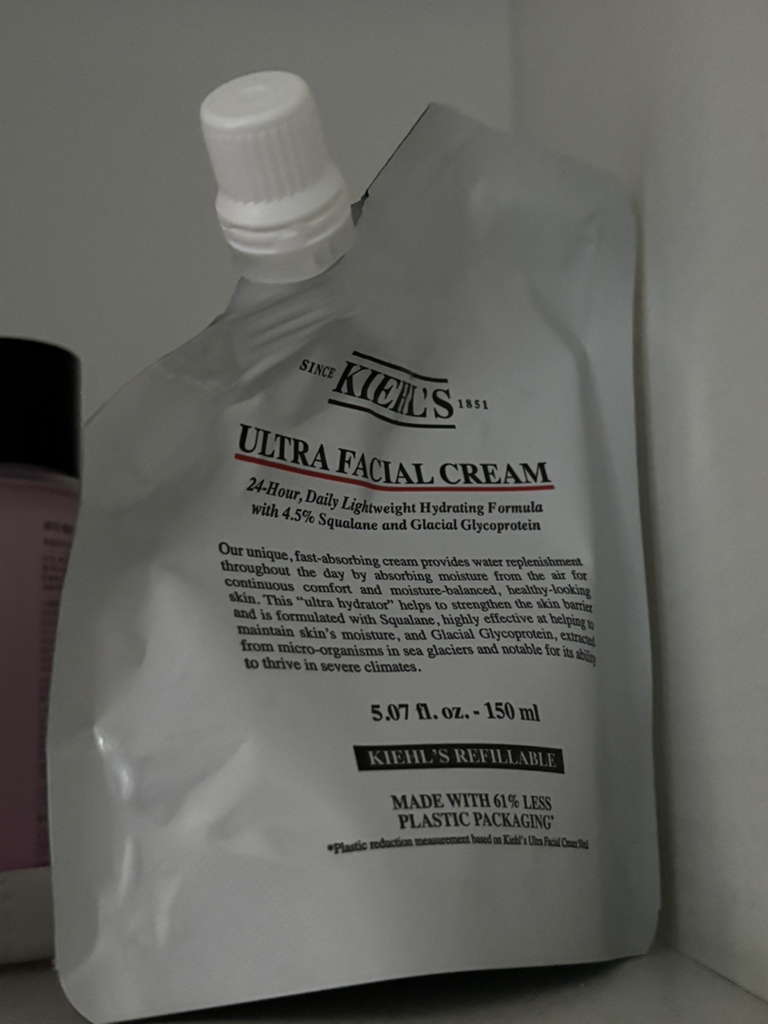 SINCE KIEHL'S 1851
ULTRA FACIAL CREAM
24-Hour, Daily Lightweight Hydrating Formula
with 4.5% Squalane and Glacial Glycoprotein
Our unique, fast-absorbing cream provides water replenishment
throughout the day by absorbing moisture from the air for
continuous comfort and moisture-balanced, healthy-looking
skin. This “ultra hydrator” helps to strengthen the skin barrier
and is formulated with Squalane, highly effective at helping to
maintain skin's moisture, and Glacial Glycoprotein, extracted
from micro-organisms in sea glaciers and notable for its ability
to thrive in severe climates.
5.07 fl. oz. - 150 ml
KIEHL'S REFILLABLE
MADE WITH 61% LESS
PLASTIC PACKAGING*
*Plastic reduction measurement based on Kiehl's Ultra Facial Cream 50ml